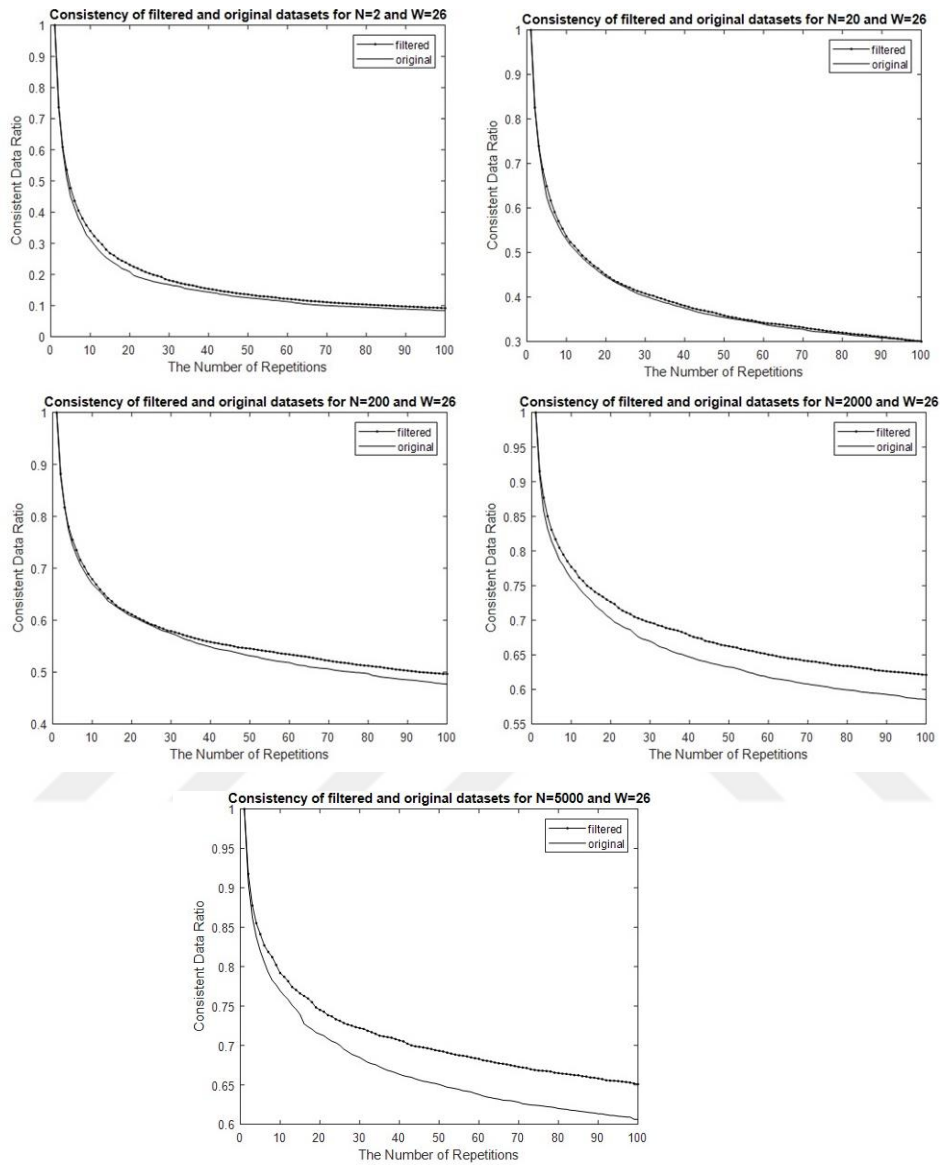 Consistency of filtered and original datasets for N=2 and W=26
1
0.9
0.8
0.7
0.6
0.5
0.4
0.3
0.2
0.1
0
Consistent Data Ratio
filtered
original
0 10 20 30 40 50 60 70 80 90 100
The Number of Repetitions
Consistency of filtered and original datasets for N=20 and W=26
1
0.9
0.8
0.7
0.6
0.5
0.4
0.3
Consistent Data Ratio
filtered
original
0 10 20 30 40 50 60 70 80 90 100
The Number of Repetitions
Consistency of filtered and original datasets for N=200 and W=26
1
0.9
0.8
0.7
0.6
0.5
0.4
Consistent Data Ratio
filtered
original
0 10 20 30 40 50 60 70 80 90 100
The Number of Repetitions
Consistency of filtered and original datasets for N=2000 and W=26
1
0.95
0.9
0.85
0.8
0.75
0.7
0.65
0.6
0.55
Consistent Data Ratio
filtered
original
0 10 20 30 40 50 60 70 80 90 100
The Number of Repetitions
Consistency of filtered and original datasets for N=5000 and W=26
1
0.95
0.9
0.85
0.8
0.75
0.7
0.65
0.6
Consistent Data Ratio
filtered
original
0 10 20 30 40 50 60 70 80 90 100
The Number of Repetitions